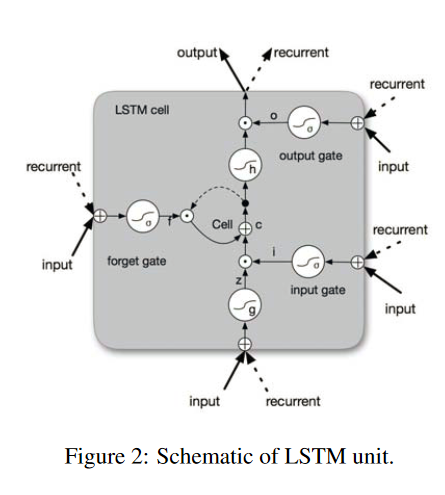 output
recurrent
LSTM cell
recurrent
o
σ
output gate
input
h
recurrent
σ
f
Cell
c
recurrent
input
forget gate
i
σ
input gate
z
g
input
input
recurrent
Figure 2: Schematic of LSTM unit.